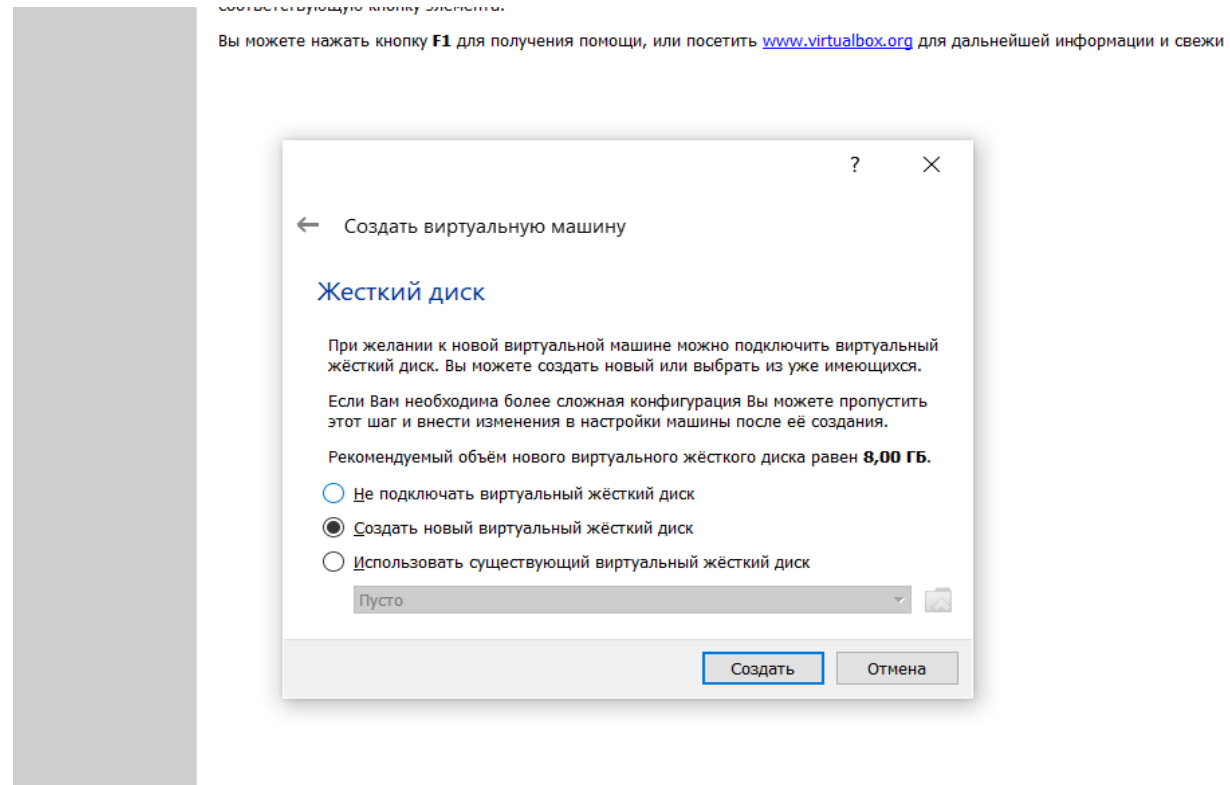 соответствующую кнопку элемента.
Вы можете нажать кнопку F1 для получения помощи, или посетить www.virtualbox.org для дальнейшей информации и свежи
?
Создать виртуальную машину
Жесткий диск
При желании к новой виртуальной машине можно подключить виртуальный
жёсткий диск. Вы можете создать новый или выбрать из уже имеющихся.
Если Вам необходима более сложная конфигурация Вы можете пропустить
этот шаг и внести изменения в настройки машины после её создания.
Рекомендуемый объём нового виртуального жёсткого диска равен 8,00 ГБ.
Не подключать виртуальный жёсткий диск
Создать новый виртуальный жёсткий диск
Использовать существующий виртуальный жёсткий диск
Пусто
Создать Отмена